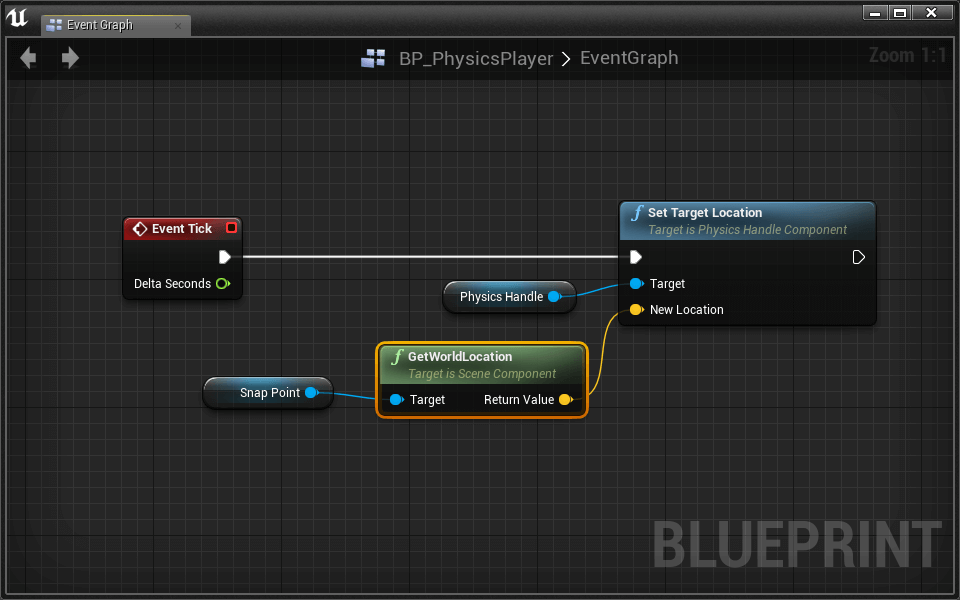 Event Graph
BP_PhysicsPlayer > EventGraph
Zoom 1:1
Event Tick
Delta Seconds
Set Target Location
Target is Physics Handle Component
Target
New Location
Physics Handle
GetWorldLocation
Target is Scene Component
Snap Point
Target Return Value
BLUEPRINT